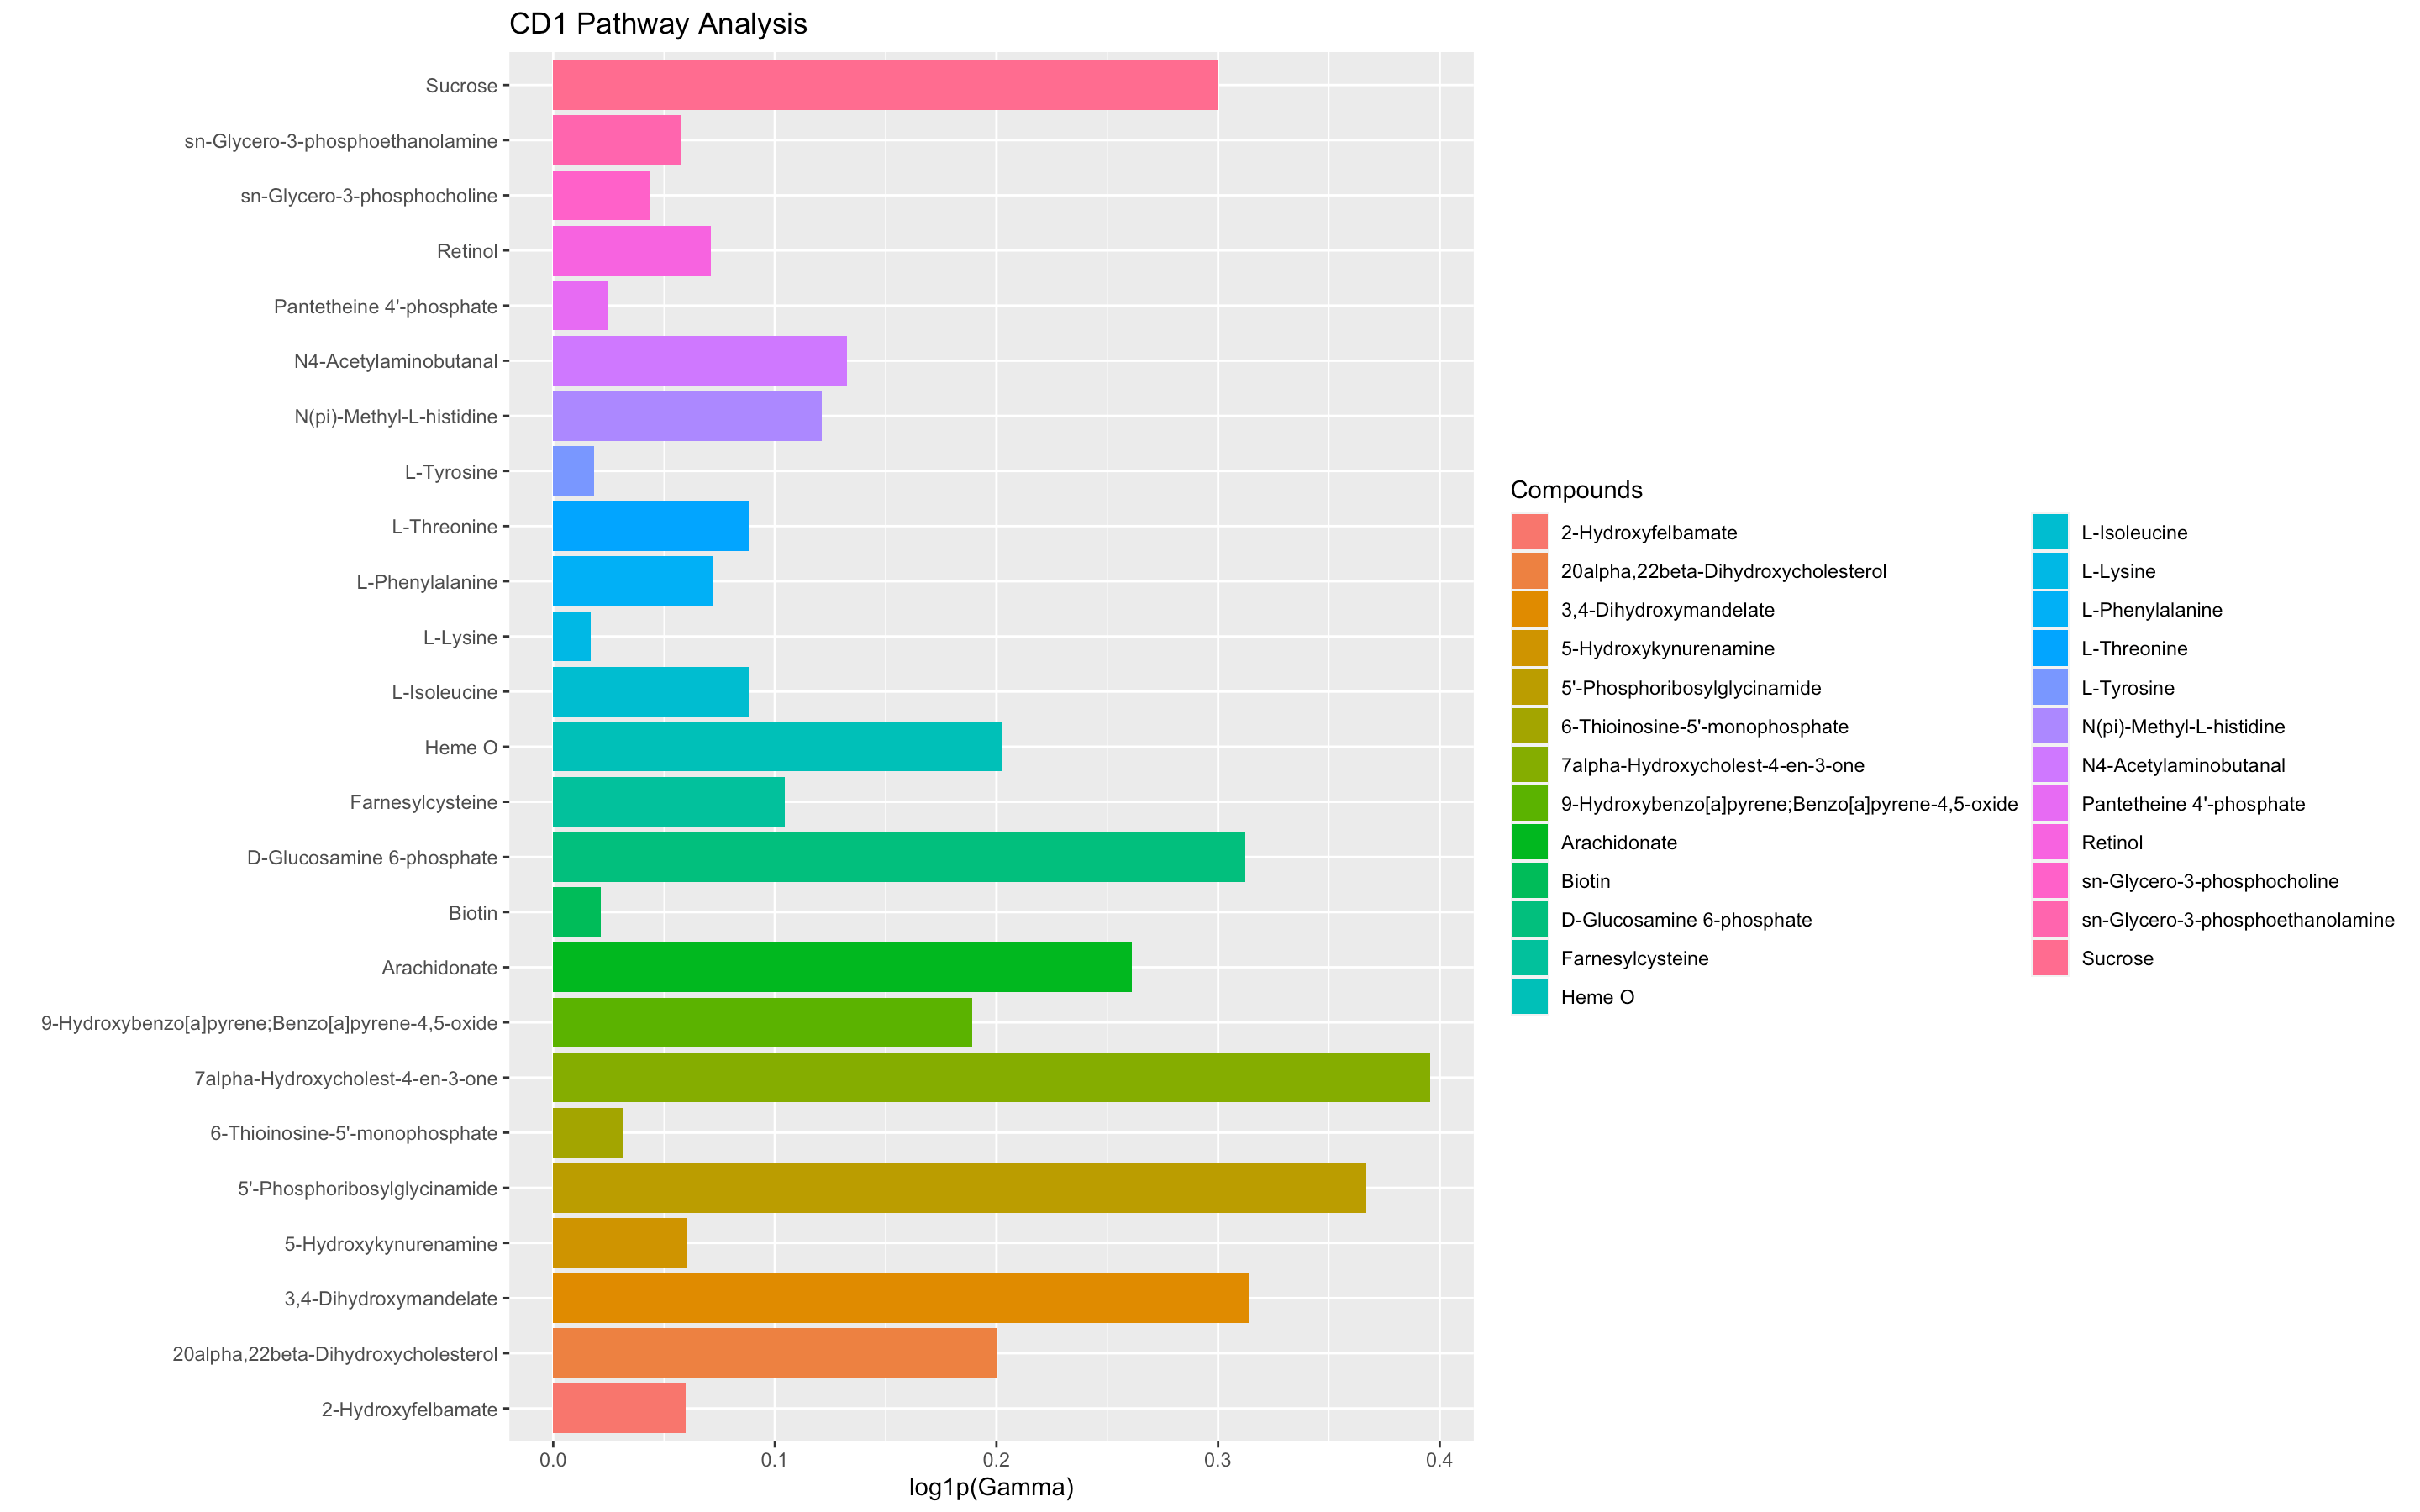 CD1 Pathway Analysis
Sucrose
sn-Glycero-3-phosphoethanolamine
sn-Glycero-3-phosphocholine
Retinol
Pantetheine 4'-phosphate
N4-Acetylaminobutanal
N(pi)-Methyl-L-histidine
L-Tyrosine
L-Threonine
L-Phenylalanine
L-Lysine
L-Isoleucine
Heme O
Farnesylcysteine
D-Glucosamine 6-phosphate
Biotin
Arachidonate
9-Hydroxybenzo[a]pyrene;Benzo[a]pyrene-4,5-oxide
7alpha-Hydroxycholest-4-en-3-one
6-Thioinosine-5'-monophosphate
5'-Phosphoribosylglycinamide
5-Hydroxykynurenamine
3,4-Dihydroxymandelate
20alpha,22beta-Dihydroxycholesterol
2-Hydroxyfelbamate
0.0 0.1 0.2 0.3 0.4
log1p(Gamma)
Compounds
2-Hydroxyfelbamate
20alpha,22beta-Dihydroxycholesterol
3,4-Dihydroxymandelate
5-Hydroxykynurenamine
5'-Phosphoribosylglycinamide
6-Thioinosine-5'-monophosphate
7alpha-Hydroxycholest-4-en-3-one
9-Hydroxybenzo[a]pyrene;Benzo[a]pyrene-4,5-oxide
Arachidonate
Biotin
D-Glucosamine 6-phosphate
Farnesylcysteine
Heme O
L-Isoleucine
L-Lysine
L-Phenylalanine
L-Threonine
L-Tyrosine
N(pi)-Methyl-L-histidine
N4-Acetylaminobutanal
Pantetheine 4'-phosphate
Retinol
sn-Glycero-3-phosphocholine
sn-Glycero-3-phosphoethanolamine
Sucrose